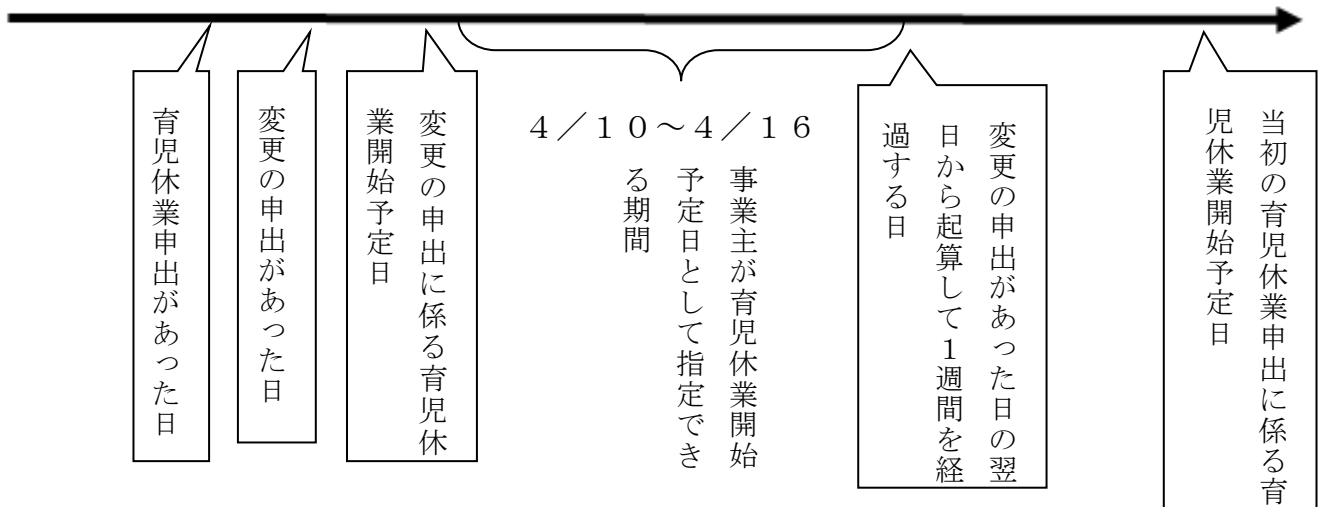 育児休業申出があった日
変更の申出があった日
変更の申出に係る育児休
業開始予定日
4/10~4/16
事業主が育児休業開始
予定日として指定でき
る期間
変更の申出があった日の翌
日から起算して1週間を経
過する日
当初の育児休業申出に係る育
児休業開始予定日